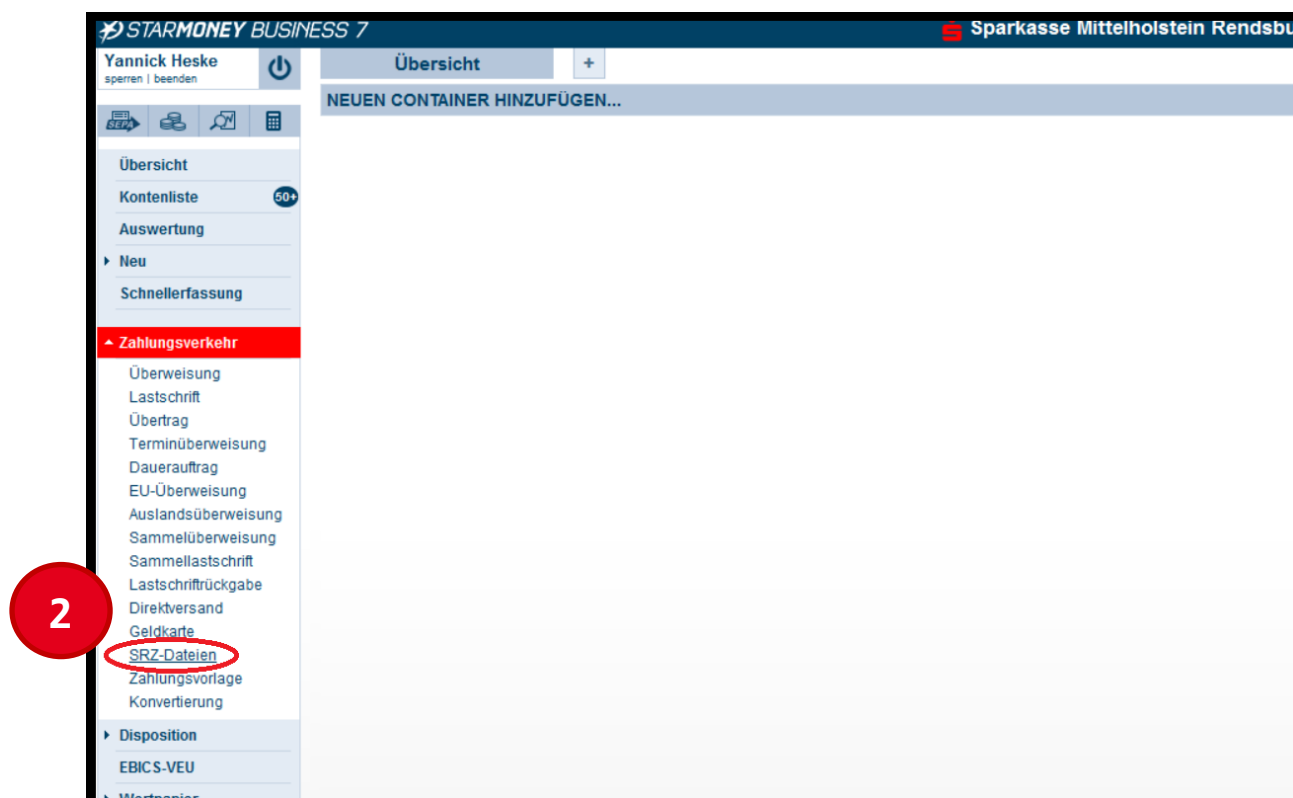 STARMONEY BUSINESS 7
Sparkasse Mittelholstein Rendsbu
Yannick Heske
sperren | beenden
Übersicht
+
NEUEN CONTAINER HINZUFÜGEN...
SEPA
Übersicht
Kontenliste 50+
Auswertung
Neu
Schnellerfassung
Zahlungsverkehr
Überweisung
Lastschrift
Übertrag
Terminüberweisung
Dauerauftrag
EU-Überweisung
Auslandsüberweisung
Sammelüberweisung
Sammellastschrift
Lastschriftrückgabe
Direktversand
2
Geldkarte
SRZ-Dateien
Zahlungsvorlage
Konvertierung
Disposition
EBICS-VEU
Wertpapier